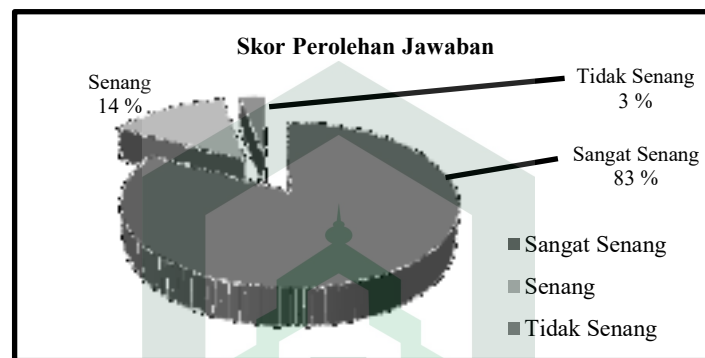 Skor Perolehan Jawaban
Senang
14 %
Tidak Senang
3 %
Sangat Senang
83 %
Sangat Senang
Senang
Tidak Senang